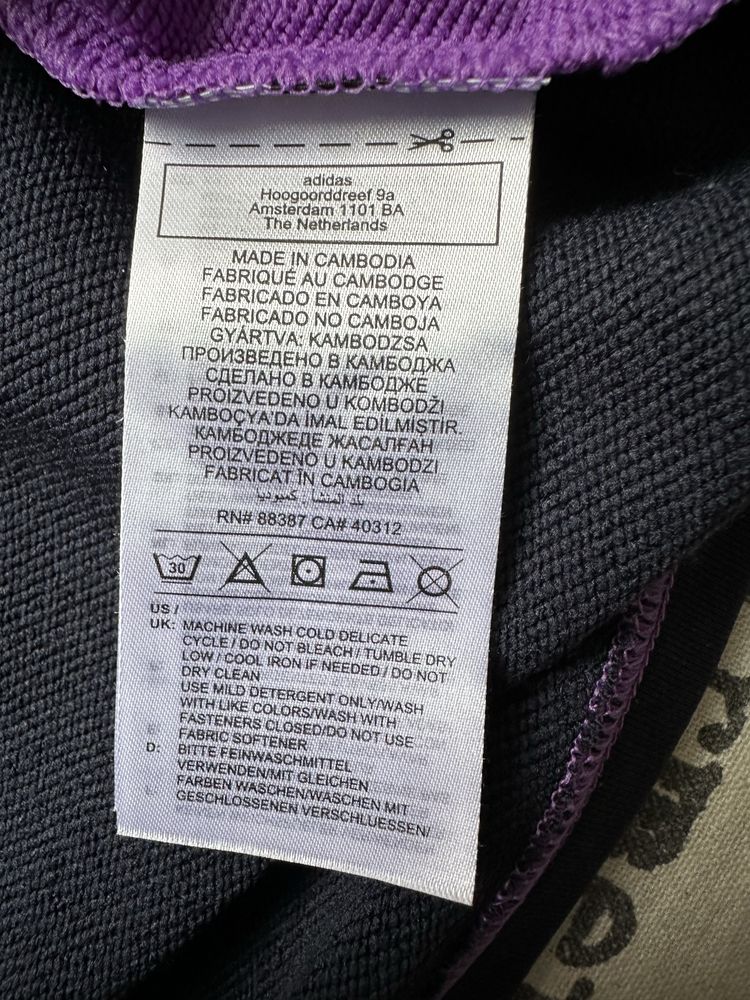 adidas
Hoogoorddreef 9a
Amsterdam 1101 BA
The Netherlands
MADE IN CAMBODIA
FABRIQUÉ AU CAMBODGE
FABRICADO EN CAMBOYA
FABRICADO NO CAMBOJA
GYÁRTVA: KAMBODZSA
ПРОИЗВЕДЕНО В КАМБОДЖА
СДЕЛАНО В КАМБОДЖЕ
PROIZVEDENO U KOMBODŽI
KAMBOÇYA'DA İMAL EDİLMİŞTİR.
КАМБОДЖЕДЕ ЖАСАЛҒАН
PROIZVEDENO U KAMBODZI
FABRICAT ÎN CAMBOGIA
بلد المنشأ: كمبوديا
RN# 88387 CA# 40312
30
US /
UK: MACHINE WASH COLD DELICATE
CYCLE / DO NOT BLEACH / TUMBLE DRY
LOW / COOL IRON IF NEEDED / DO NOT
DRY CLEAN
USE MILD DETERGENT ONLY/WASH
WITH LIKE COLORS/WASH WITH
FASTENERS CLOSED/DO NOT USE
FABRIC SOFTENER
D: BITTE FEINWASCHMITTEL
VERWENDEN/MIT GLEICHEN
FARBEN WASCHEN/WASCHEN MIT
GESCHLOSSENEN VERSCHLUESSEN/